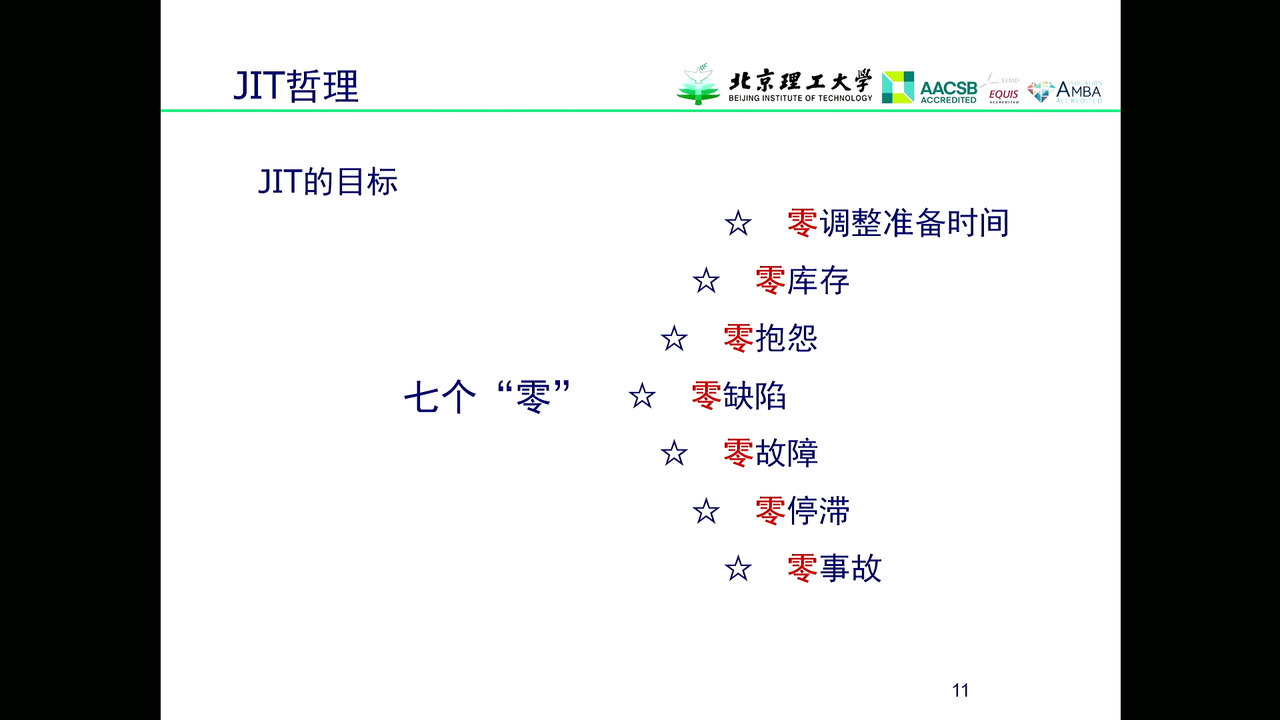 JIT哲理
北京理工大学
BEIJING INSTITUTE OF TECHNOLOGY
AACSB
ACCREDITED
EFMD
EQUIS
ACCREDITED
ASSOCIATION
AMBA
ACCREDITED
JIT的目标
☆ 零调整准备时间
☆ 零库存
☆ 零抱怨
七个“零” ☆ 零缺陷
☆ 零故障
☆ 零停滞
☆ 零事故
11